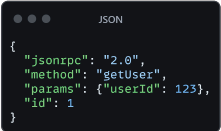 JSON
{
"jsonrpc": "2.0",
"method": "getUser",
"params": {"userId": 123},
"id": 1
}